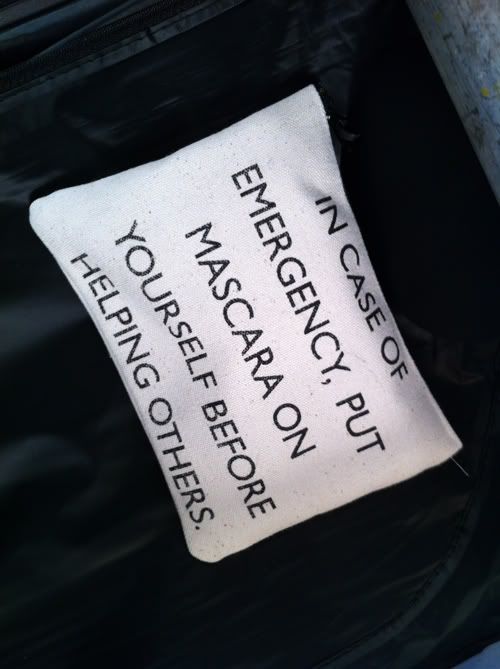 IN CASE OF
EMERGENCY, PUT
MASCARA ON
YOURSELF BEFORE
HELPING OTHERS.